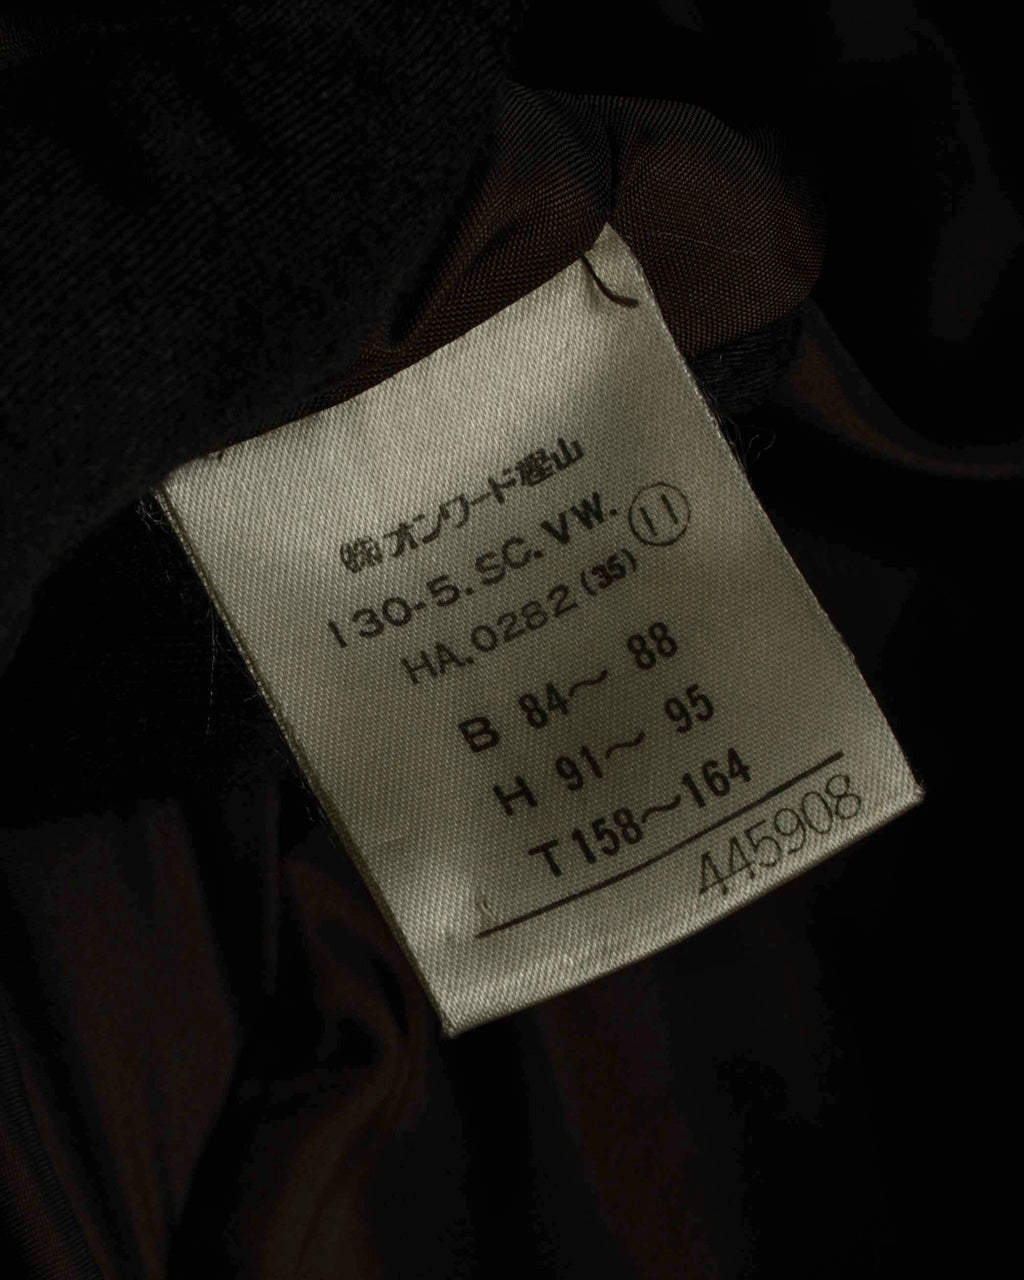 ㈱オンワード樫山
130-5.SC.VW. ⑪
HA.0282(35)
B 84～ 88
H 91～ 95
T158～164
445908